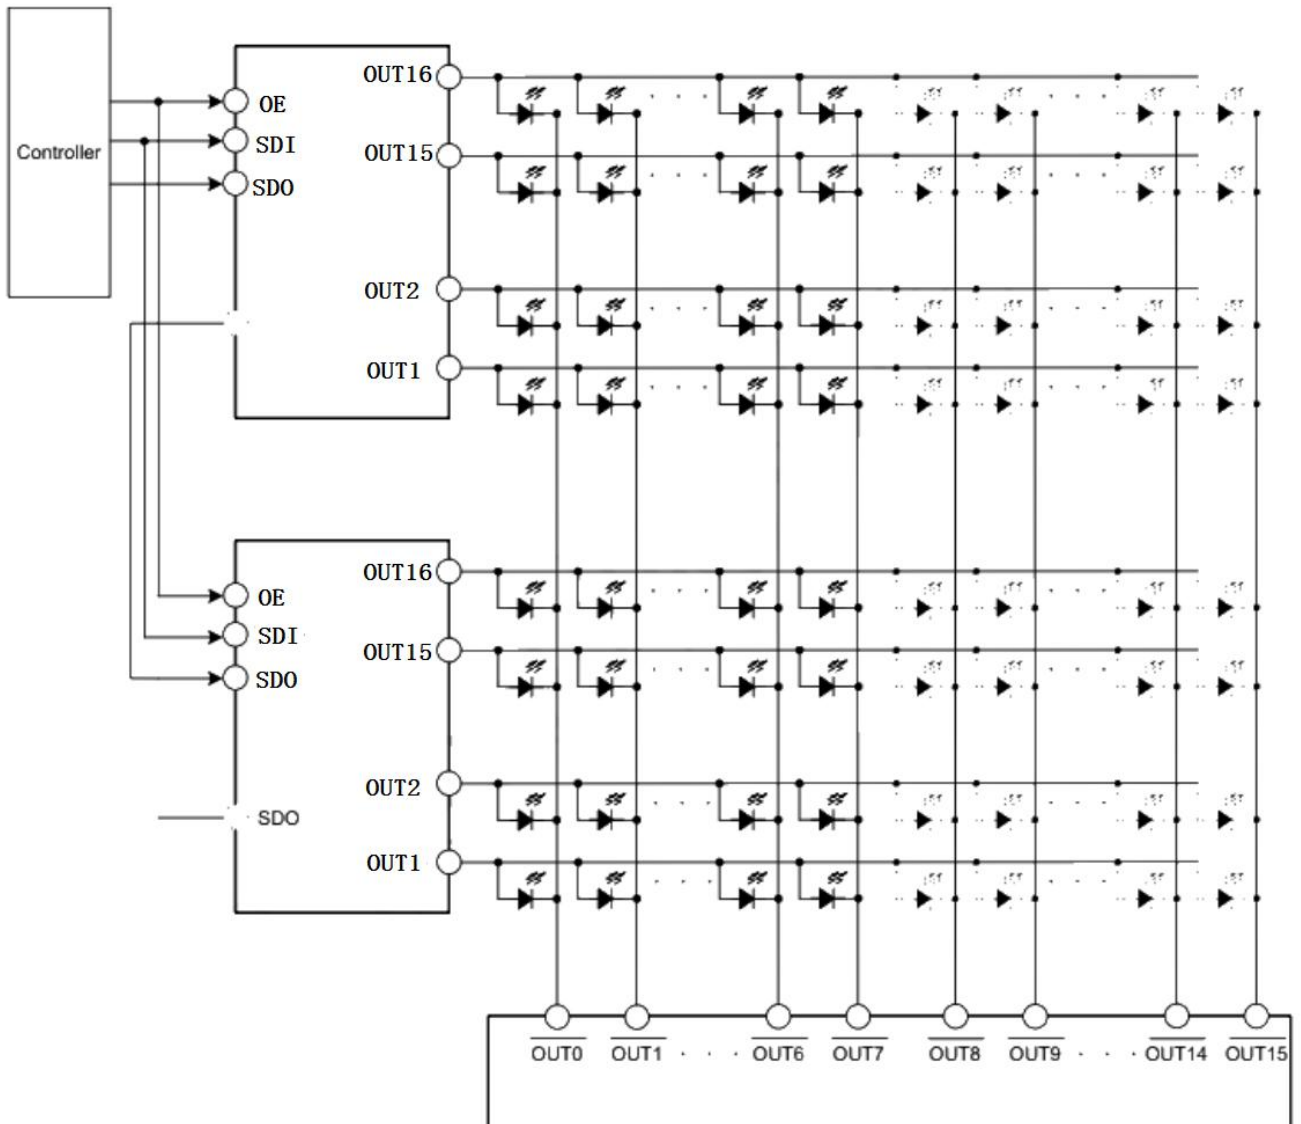 Controller
OE
SDI
SDO
OUT16
OUT15
OUT2
OUT1
OE
SDI
SDO
SDO
OUT16
OUT15
OUT2
OUT1
OUT0 OUT1 . . . . OUT6 OUT7 OUT8 OUT9 . . . . OUT14 OUT15